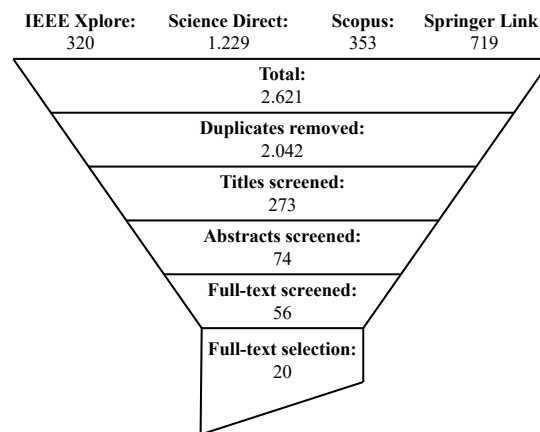 IEEE Xplore: Science Direct: Scopus: Springer Link:
320 1.229 353 719
Total:
2.621
Duplicates removed:
2.042
Titles screened:
273
Abstracts screened:
74
Full-text screened:
56
Full-text selection:
20